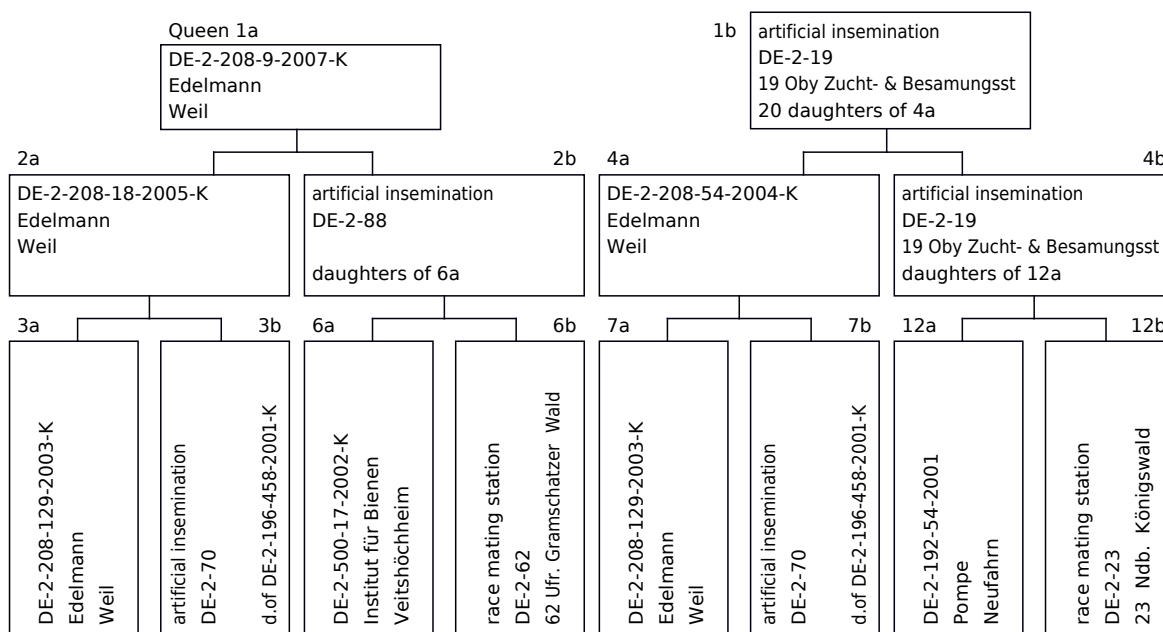 Queen 1a
DE-2-208-9-2007-K
Edelmann
Weil
1b
artificial insemination
DE-2-19
19 Oby Zucht- & Besamungsst
20 daughters of 4a
2a
DE-2-208-18-2005-K
Edelmann
Weil
2b
artificial insemination
DE-2-88
daughters of 6a
4a
DE-2-208-54-2004-K
Edelmann
Weil
4b
artificial insemination
DE-2-19
19 Oby Zucht- & Besamungsst
daughters of 12a
3a
DE-2-208-129-2003-K
Edelmann
Weil
3b
artificial insemination
DE-2-70
d.of DE-2-196-458-2001-K
6a
DE-2-500-17-2002-K
Institut für Bienen
Veitshöchheim
6b
race mating station
DE-2-62
62 Ufr. Gramschatzer Wald
7a
DE-2-208-129-2003-K
Edelmann
Weil
7b
artificial insemination
DE-2-70
d.of DE-2-196-458-2001-K
12a
DE-2-192-54-2001
Pompe
Neufahrn
12b
race mating station
DE-2-23
23 Ndb. Königswald